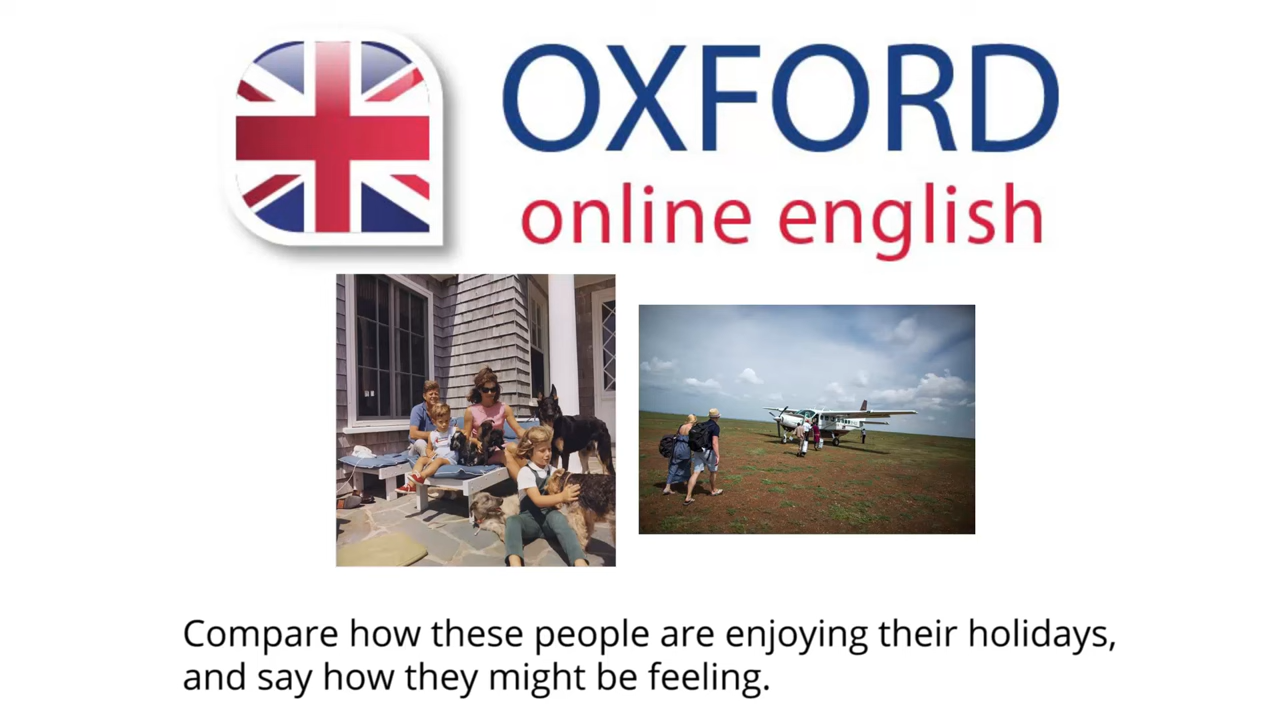 OXFORD
online english
Compare how these people are enjoying their holidays,
and say how they might be feeling.